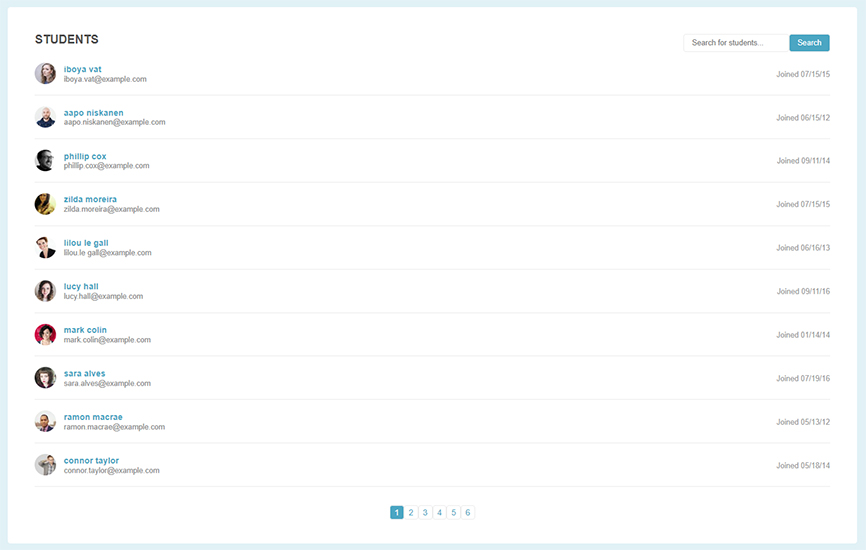 STUDENTS
Search for students...
Search
iboya vat
iboya.vat@example.com
Joined 07/15/15
aapo niskanen
aapo.niskanen@example.com
Joined 06/15/12
phillip cox
phillip.cox@example.com
Joined 09/11/14
zilda moreira
zilda.moreira@example.com
Joined 07/15/15
lilou le gall
lilou.le gall@example.com
Joined 06/16/13
lucy hall
lucy.hall@example.com
Joined 09/11/16
mark colin
mark.colin@example.com
Joined 01/14/14
sara alves
sara.alves@example.com
Joined 07/19/16
ramon macrae
ramon.macrae@example.com
Joined 05/13/12
connor taylor
connor.taylor@example.com
Joined 05/18/14
1 2 3 4 5 6